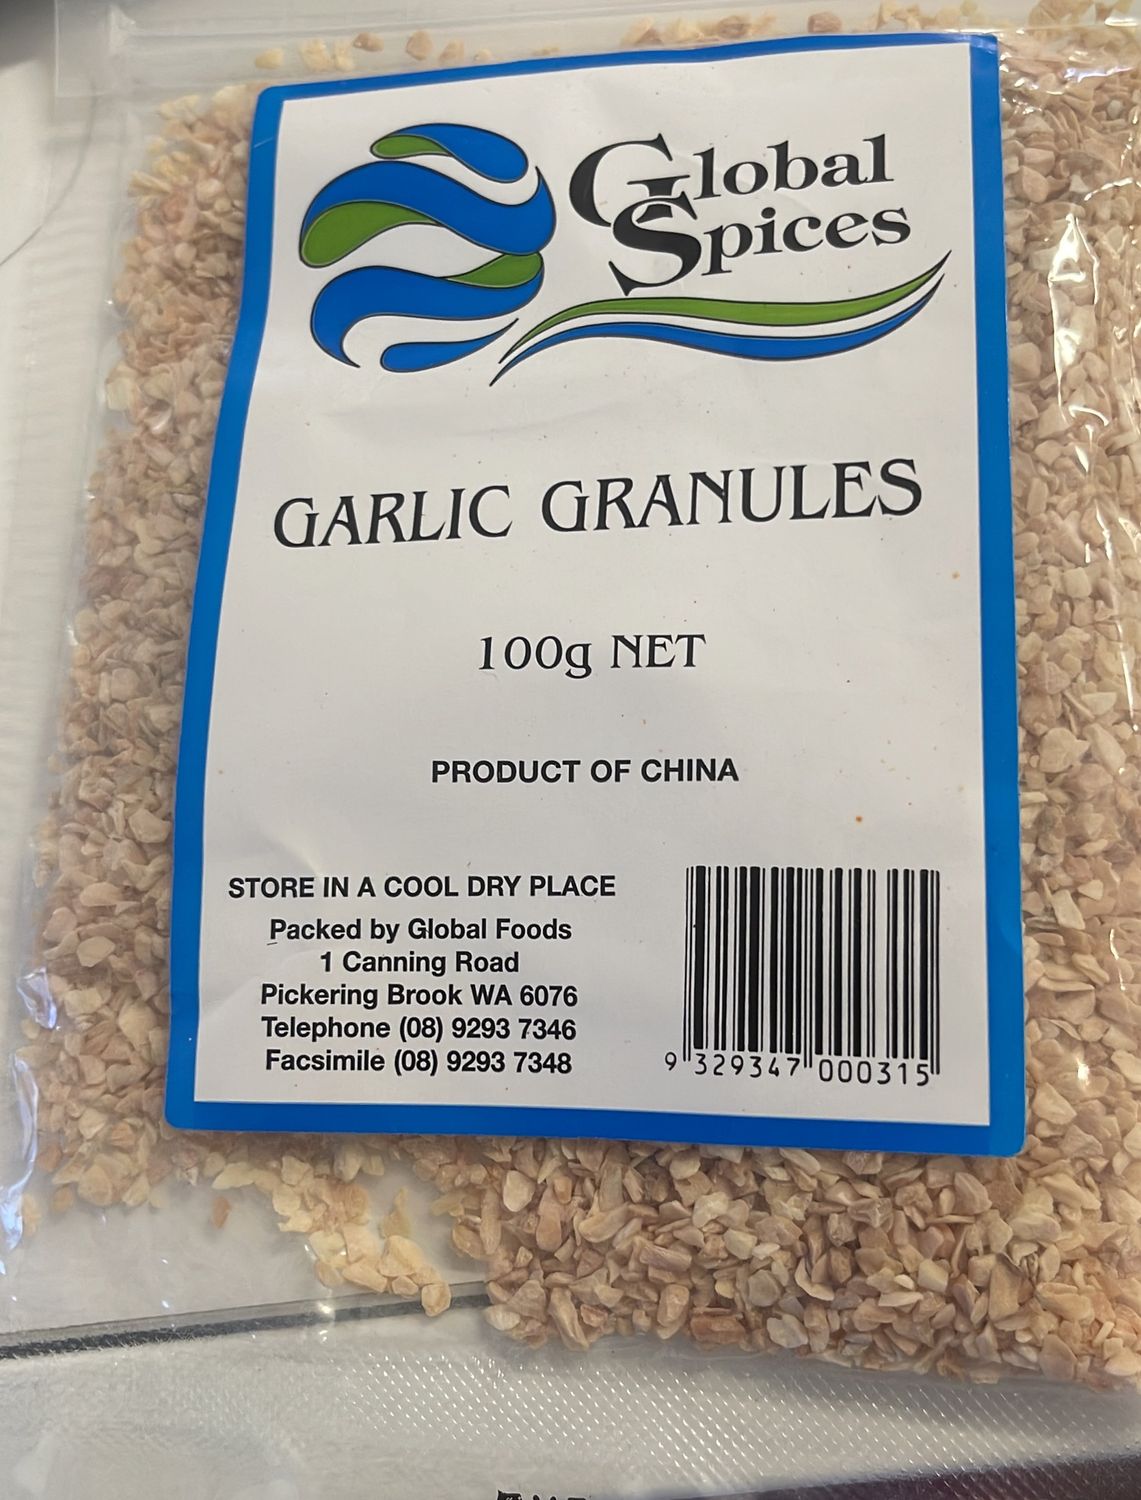 Global
Spices
GARLIC GRANULES
100g NET
PRODUCT OF CHINA
STORE IN A COOL DRY PLACE
Packed by Global Foods
1 Canning Road
Pickering Brook WA 6076
Telephone (08) 9293 7346
Facsimile (08) 9293 7348
9 329347 000315